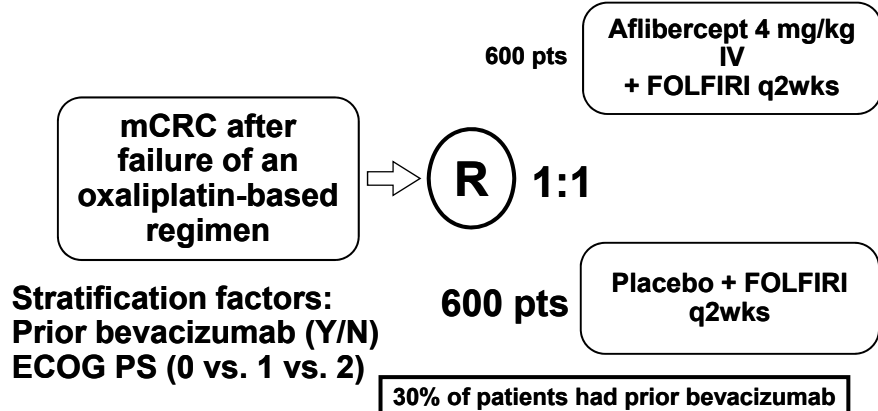 600 pts
Aflibercept 4 mg/kg
IV
+ FOLFIRI q2wks
mCRC after
failure of an
oxaliplatin-based
regimen
R
1:1
600 pts
Placebo + FOLFIRI
q2wks
Stratification factors:
Prior bevacizumab (Y/N)
ECOG PS (0 vs. 1 vs. 2)
30% of patients had prior bevacizumab